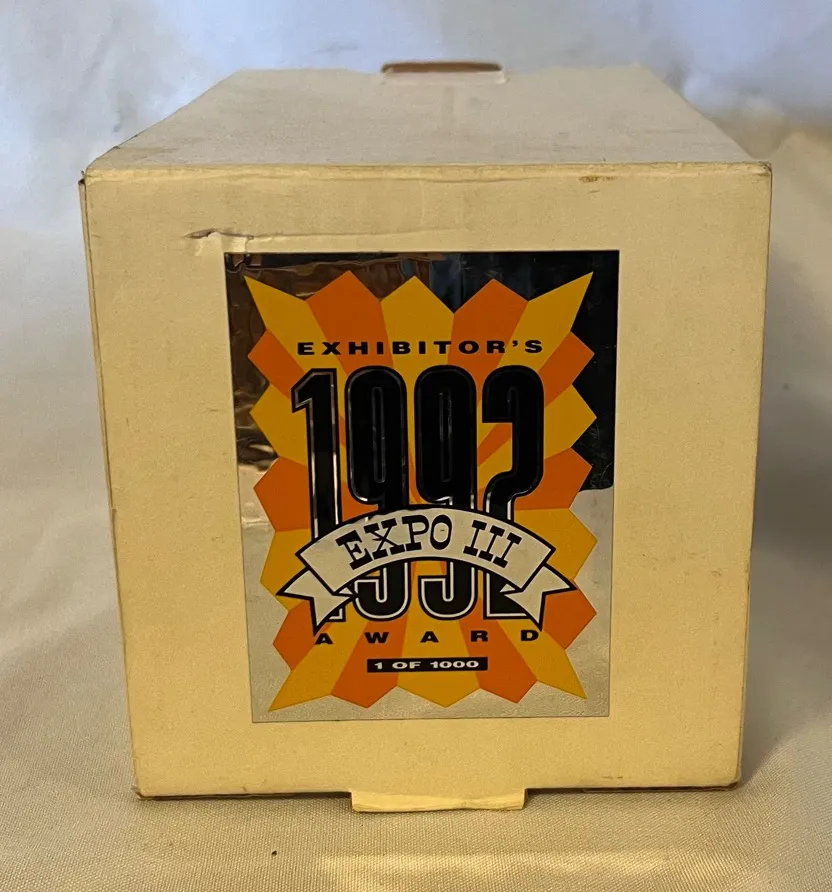 EXHIBITOR'S
1992
EXPO III
AWARD
1 OF 1000